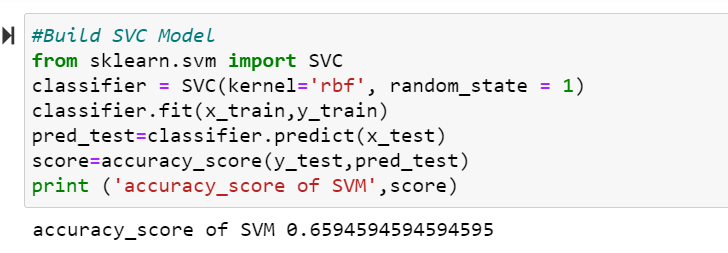 #Build SVC Model
from sklearn.svm import SVC
classifier = SVC(kernel='rbf', random_state = 1)
classifier.fit(x_train,y_train)
pred_test=classifier.predict(x_test)
score=accuracy_score(y_test,pred_test)
print ('accuracy_score of SVM',score)
accuracy_score of SVM 0.6594594594594595